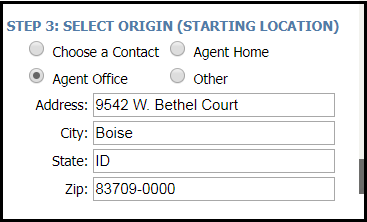 STEP 3: SELECT ORIGIN (STARTING LOCATION)
Choose a Contact Agent Home
Agent Office Other
Address: 9542 W. Bethel Court
City: Boise
State: ID
Zip: 83709-0000